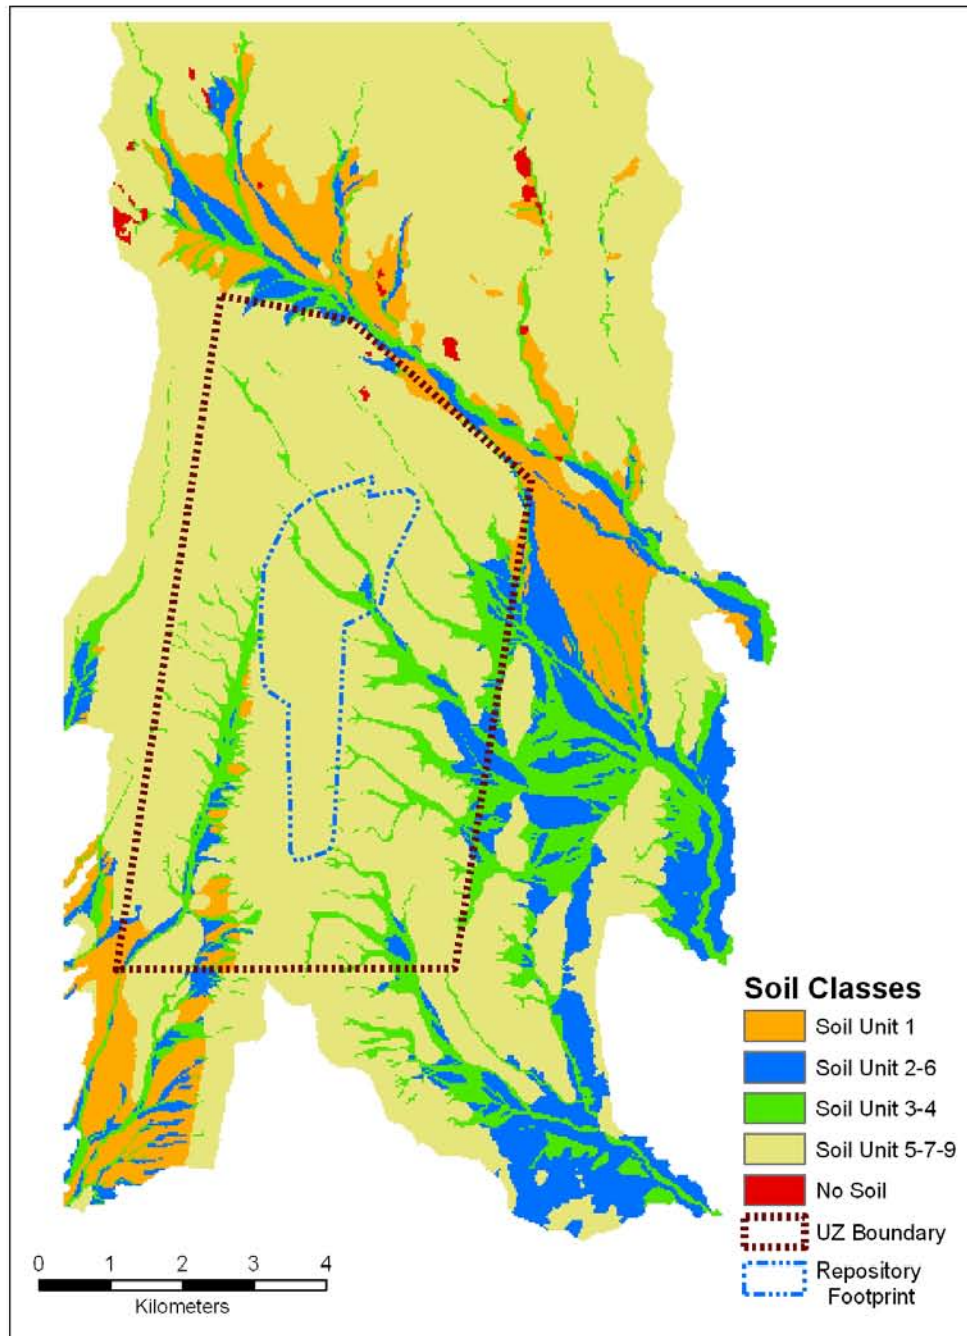 Soil Classes
Soil Unit 1
Soil Unit 2-6
Soil Unit 3-4
Soil Unit 5-7-9
No Soil
UZ Boundary
Repository
Footprint
0 1 2 3 4
Kilometers